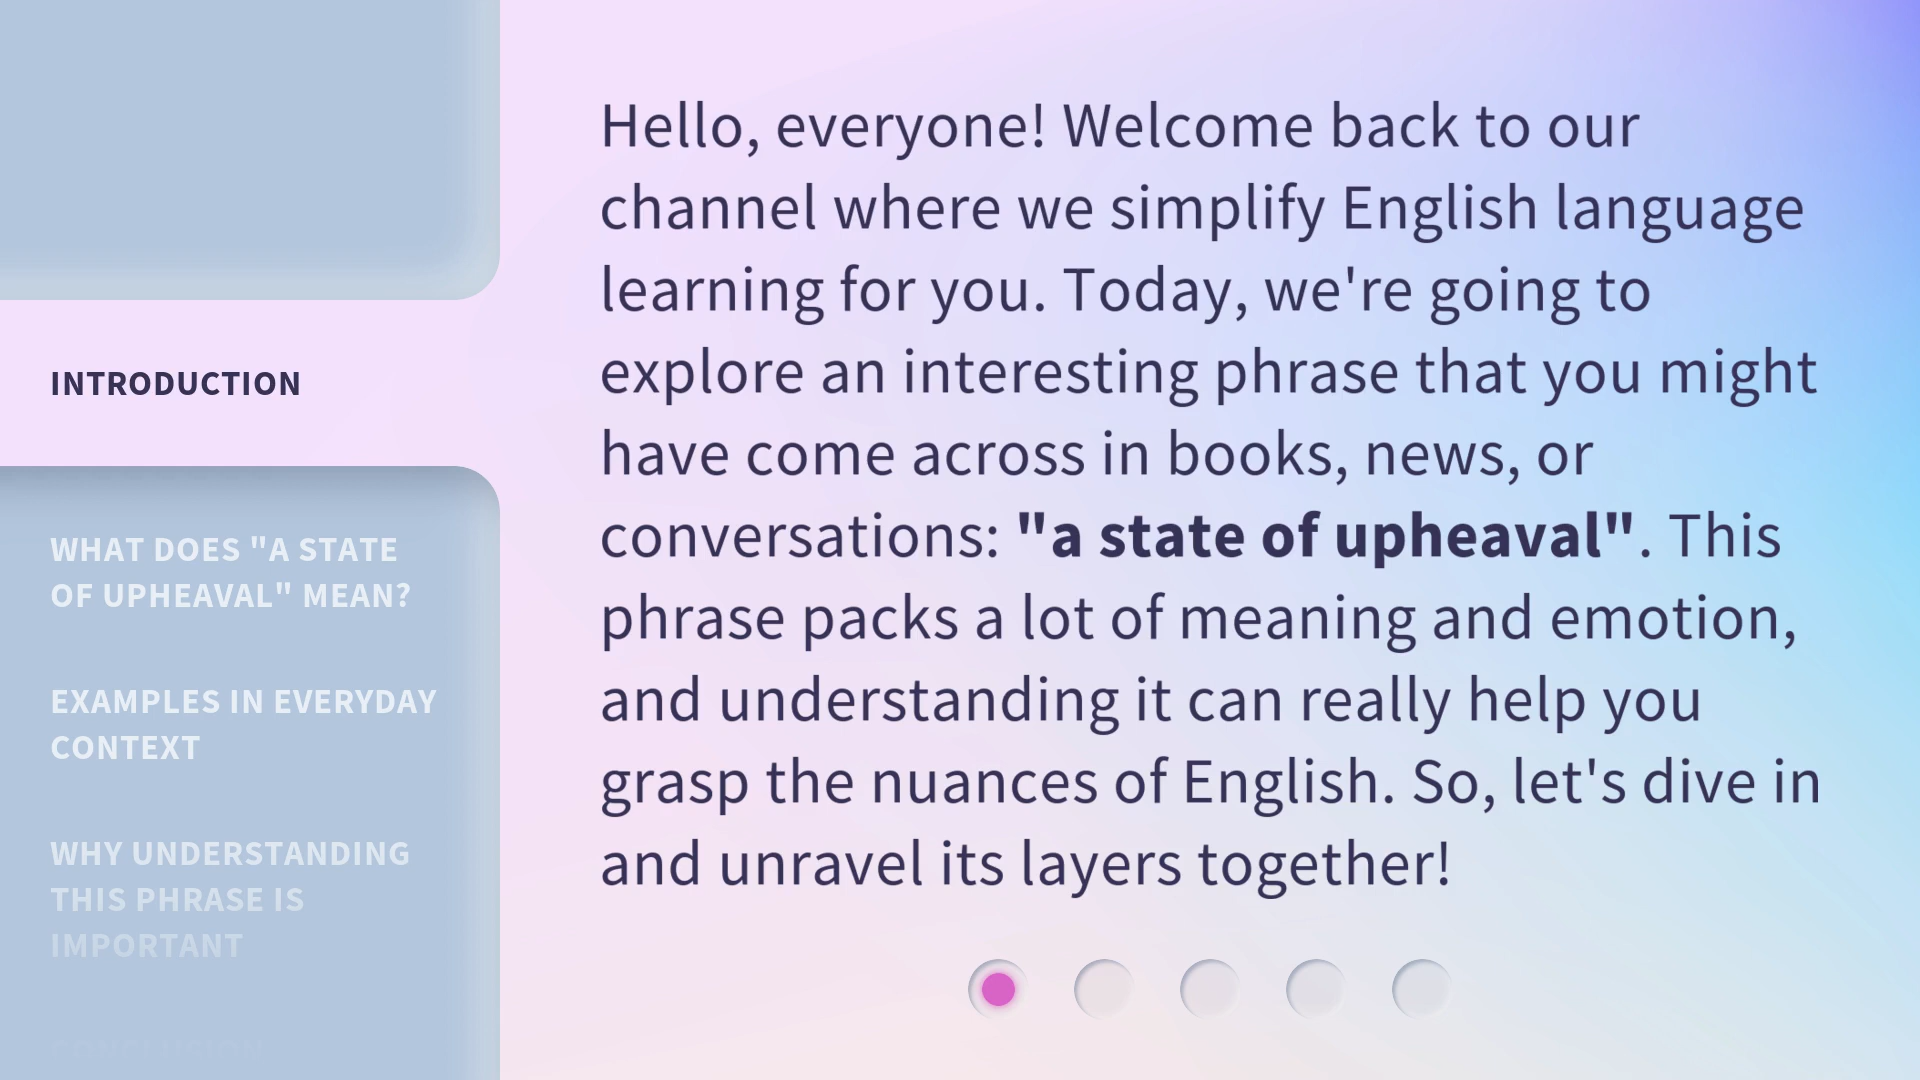 INTRODUCTION
WHAT DOES "A STATE
OF UPHEAVAL" MEAN?
EXAMPLES IN EVERYDAY
CONTEXT
WHY UNDERSTANDING
THIS PHRASE IS
IMPORTANT
CONCLUSION
Hello, everyone! Welcome back to our
channel where we simplify English language
learning for you. Today, we're going to
explore an interesting phrase that you might
have come across in books, news, or
conversations: "a state of upheaval". This
phrase packs a lot of meaning and emotion,
and understanding it can really help you
grasp the nuances of English. So, let's dive in
and unravel its layers together!